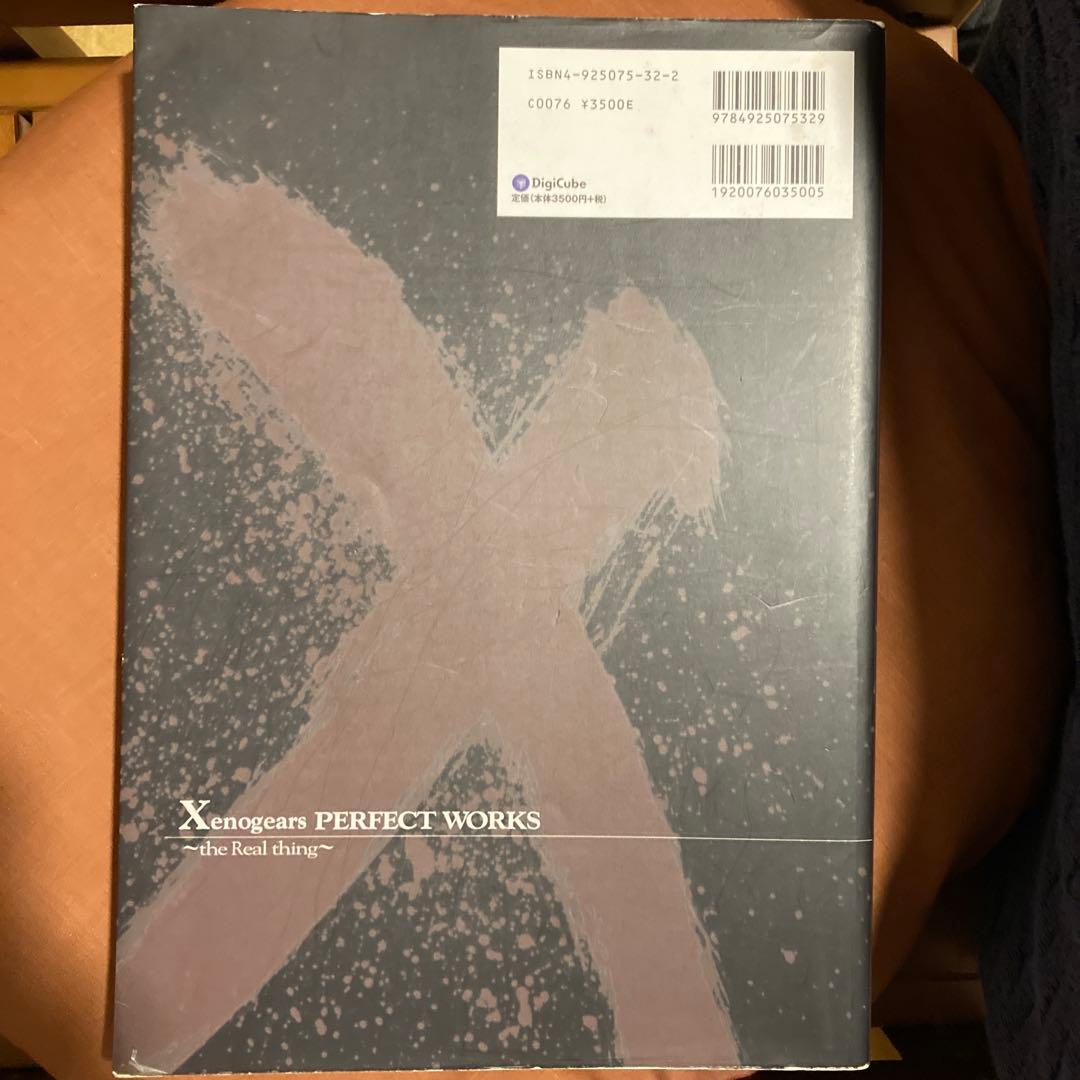 ISBN4-925075-32-2
C0076 ¥3500E
9784925075329
DigiCube
定価(本体3500円+税)
1920076035005
Xenogears PERFECT WORKS
~the Real thing~